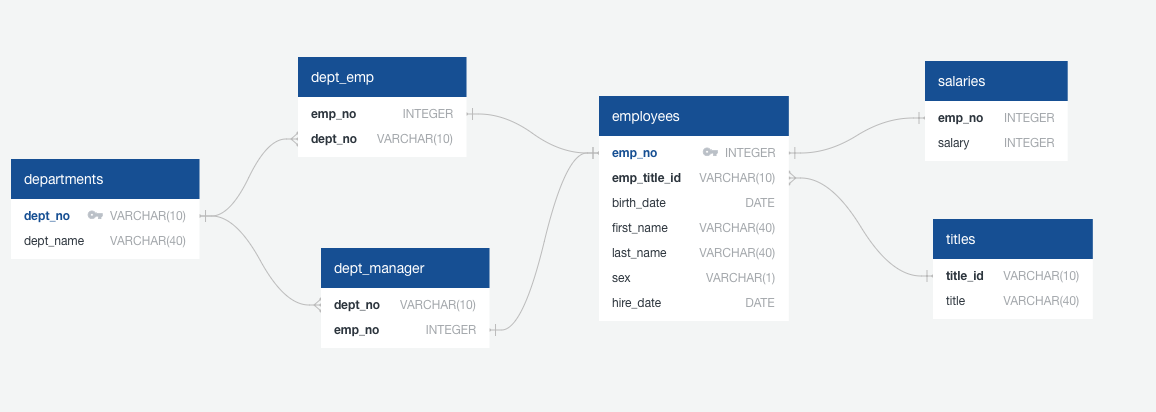 departments
dept_no VARCHAR(10)
dept_name VARCHAR(40)
dept_emp
emp_no INTEGER
dept_no VARCHAR(10)
dept_manager
dept_no VARCHAR(10)
emp_no INTEGER
employees
emp_no INTEGER
emp_title_id VARCHAR(10)
birth_date DATE
first_name VARCHAR(40)
last_name VARCHAR(40)
sex VARCHAR(1)
hire_date DATE
salaries
emp_no INTEGER
salary INTEGER
titles
title_id VARCHAR(10)
title VARCHAR(40)